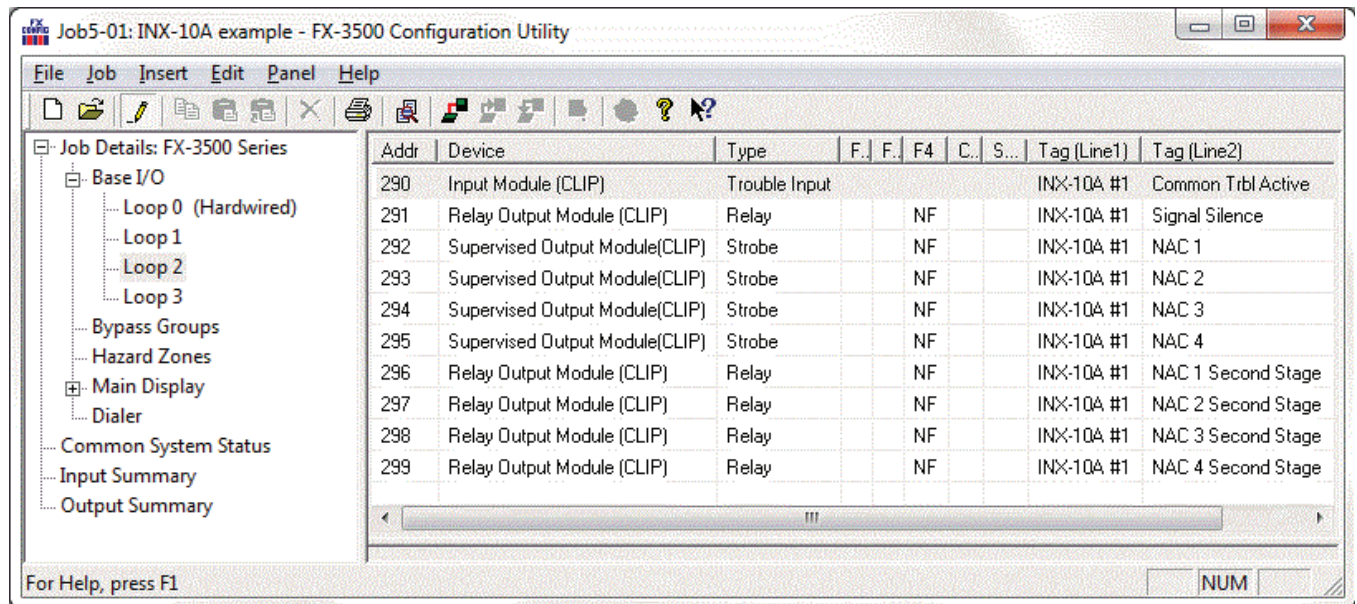 FX CONFIG Job5-01: INX-10A example - FX-3500 Configuration Utility
File Job Insert Edit Panel Help
Job Details: FX-3500 Series
Base I/O
Loop 0 (Hardwired)
Loop 1
Loop 2
Loop 3
Bypass Groups
Hazard Zones
Main Display
Dialer
Common System Status
Input Summary
Output Summary
Addr Device Type F.. F.. F4 C.. S... Tag (Line1) Tag (Line2)
290 Input Module (CLIP) Trouble Input INX-10A #1 Common Trbl Active
291 Relay Output Module (CLIP) Relay NF INX-10A #1 Signal Silence
292 Supervised Output Module(CLIP) Strobe NF INX-10A #1 NAC 1
293 Supervised Output Module(CLIP) Strobe NF INX-10A #1 NAC 2
294 Supervised Output Module(CLIP) Strobe NF INX-10A #1 NAC 3
295 Supervised Output Module(CLIP) Strobe NF INX-10A #1 NAC 4
296 Relay Output Module (CLIP) Relay NF INX-10A #1 NAC 1 Second Stage
297 Relay Output Module (CLIP) Relay NF INX-10A #1 NAC 2 Second Stage
298 Relay Output Module (CLIP) Relay NF INX-10A #1 NAC 3 Second Stage
299 Relay Output Module (CLIP) Relay NF INX-10A #1 NAC 4 Second Stage
For Help, press F1 NUM